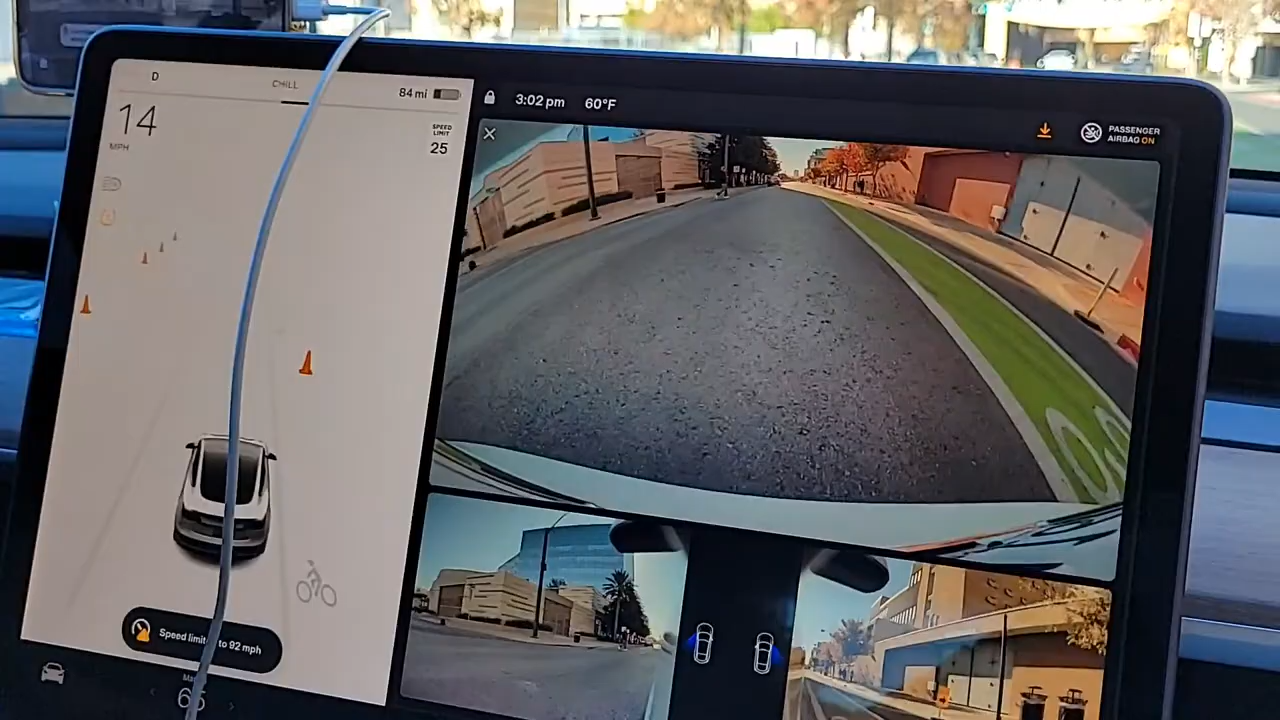 D
CHILL
84 mi
14
MPH
SPEED
LIMIT
25
3:02 pm
60°F
PASSENGER
AIRBAG ON
Speed limit to 92 mph